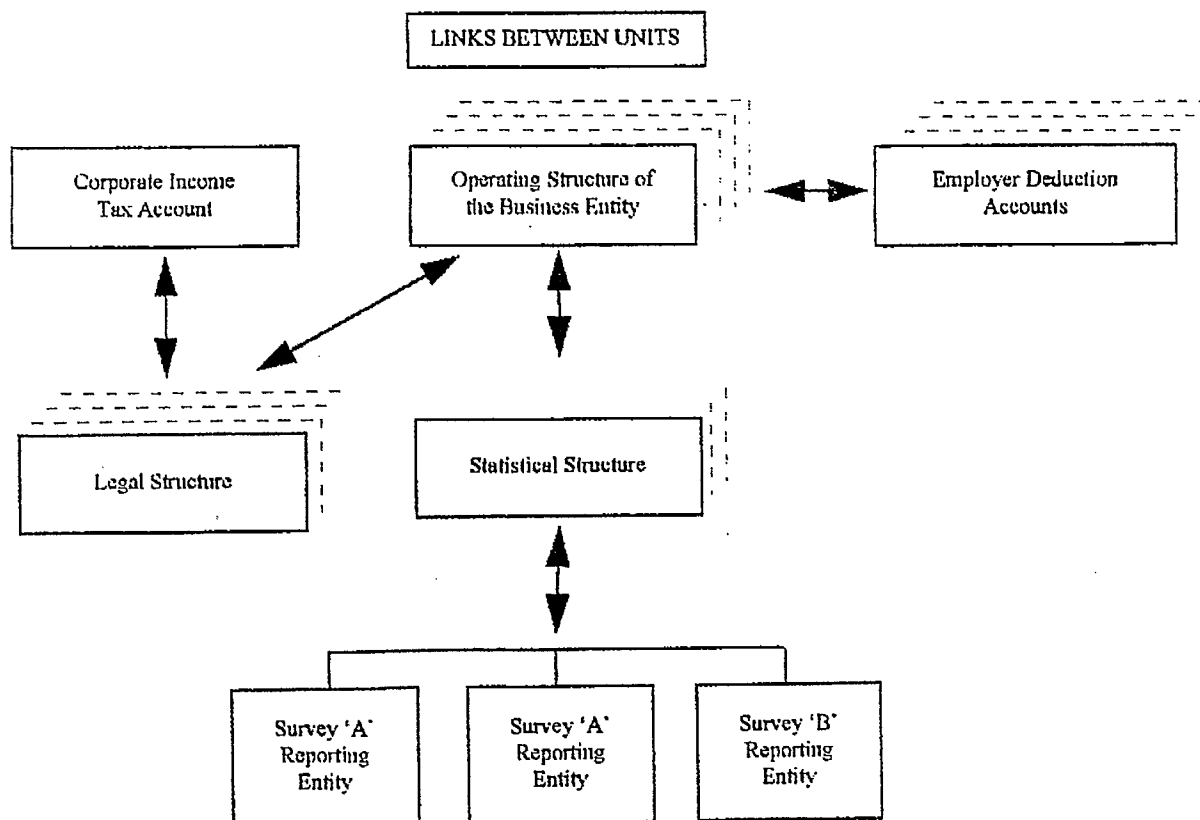 LINKS BETWEEN UNITS
Corporate Income
Tax Account
Operating Structure of
the Business Entity
Employer Deduction
Accounts
Legal Structure
Statistical Structure
Survey ‘A’
Reporting
Entity
Survey ‘A’
Reporting
Entity
Survey ‘B’
Reporting
Entity